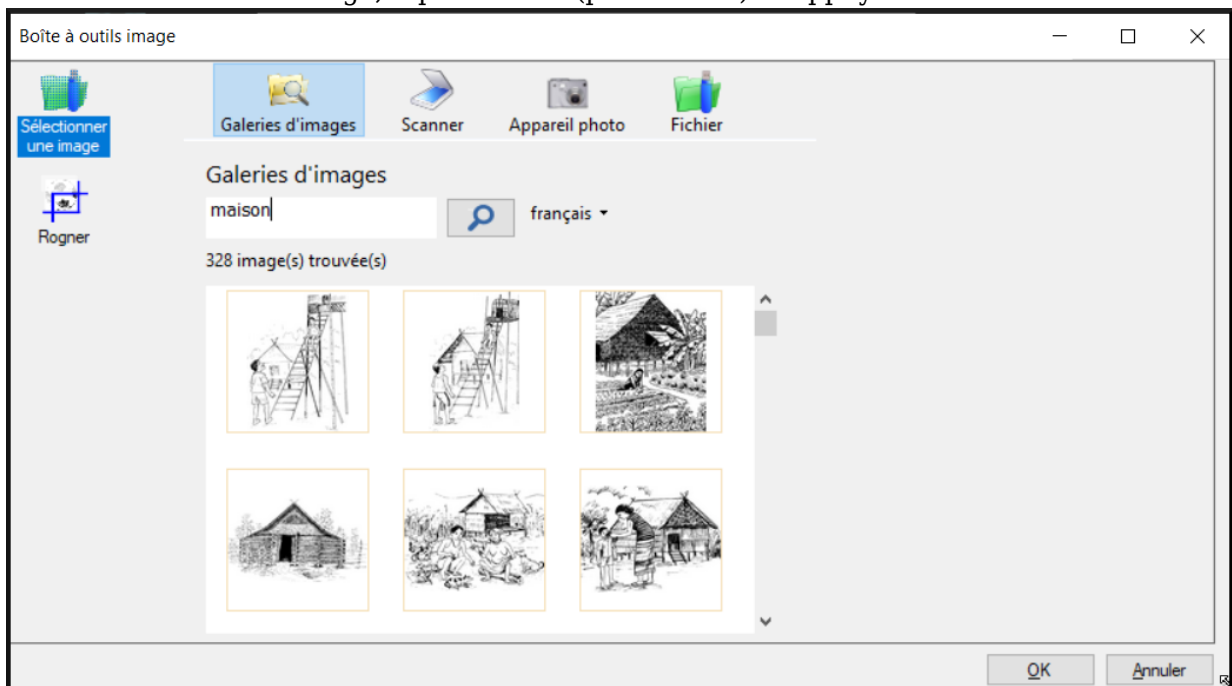 Boîte à outils image
Sélectionner
une image
Rogner
Galeries d'images
Scanner
Appareil photo
Fichier
Galeries d'images
maison
français
328 image(s) trouvée(s)
OK
Annuler